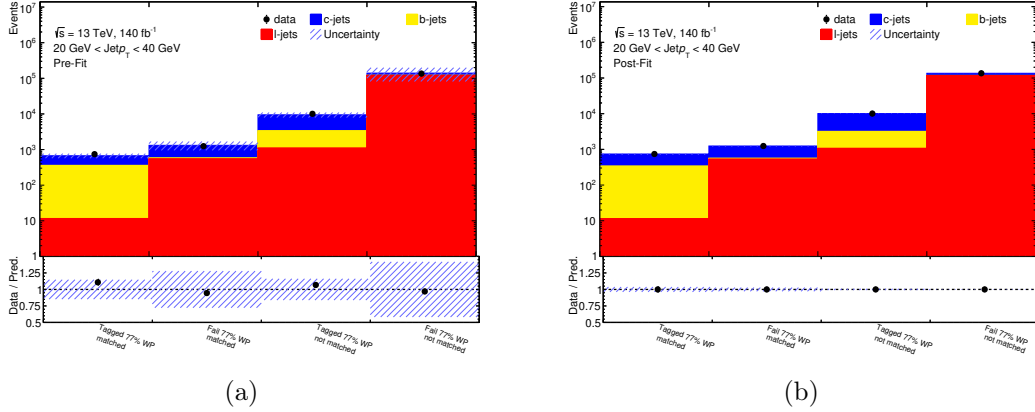 Events
10⁷
10⁶
10⁵
10⁴
10³
10²
10
1
√s = 13 TeV, 140 fb⁻¹
20 GeV < Jet p_T < 40 GeV
Pre-Fit
data c-jets b-jets
l-jets Uncertainty
Data / Pred.
1.25
1
0.75
0.5
Tagged 77% WP
matched
Fail 77% WP
matched
Tagged 77% WP
not matched
Fail 77% WP
not matched
(a)
Events
10⁷
10⁶
10⁵
10⁴
10³
10²
10
1
√s = 13 TeV, 140 fb⁻¹
20 GeV < Jet p_T < 40 GeV
Post-Fit
data c-jets b-jets
l-jets Uncertainty
Data / Pred.
1.25
1
0.75
0.5
Tagged 77% WP
matched
Fail 77% WP
matched
Tagged 77% WP
not matched
Fail 77% WP
not matched
(b)